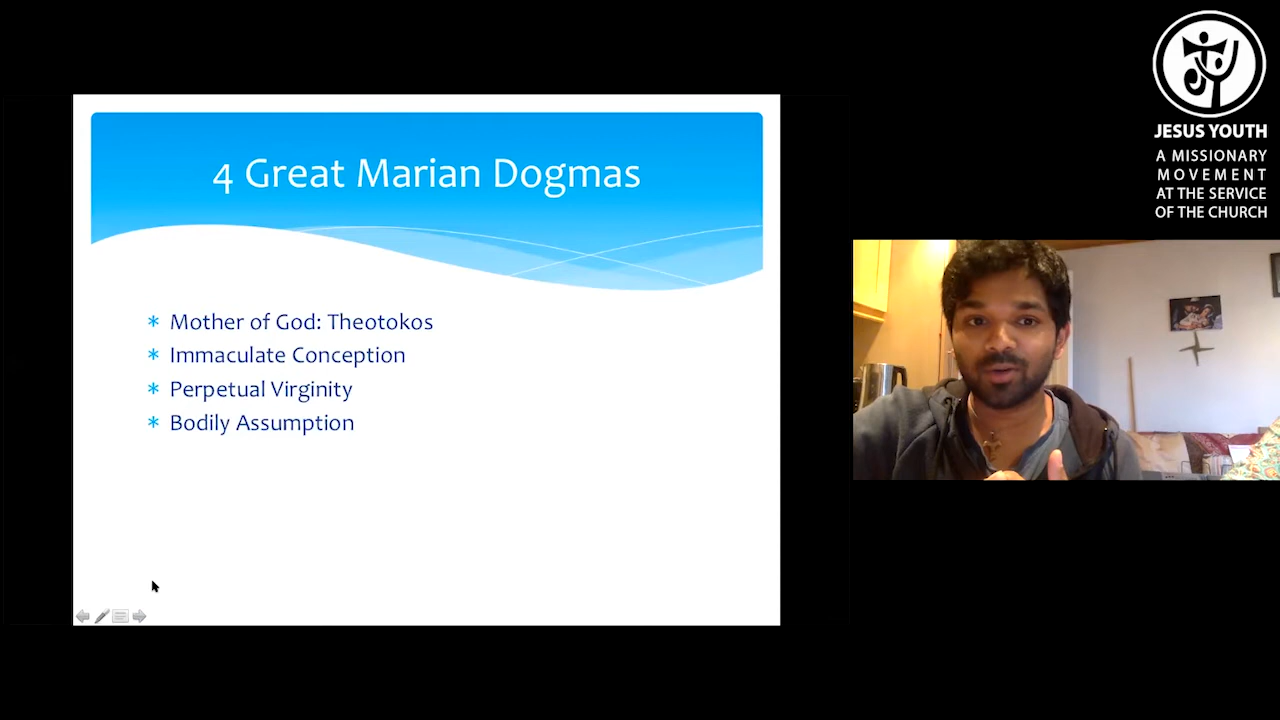 4 Great Marian Dogmas
* Mother of God: Theotokos
* Immaculate Conception
* Perpetual Virginity
* Bodily Assumption
JESUS YOUTH
A MISSIONARY
MOVEMENT
AT THE SERVICE
OF THE CHURCH